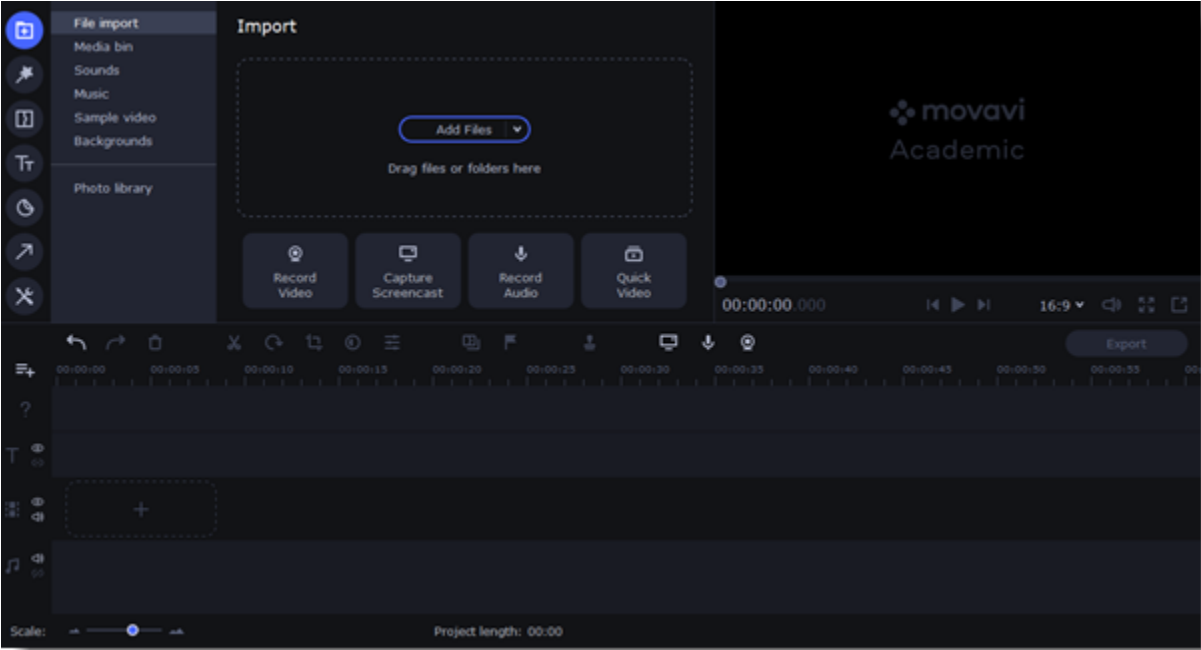 File import
Media bin
Sounds
Music
Sample video
Backgrounds
Photo library
Import
Add Files
Drag files or folders here
Record
Video
Capture
Screencast
Record
Audio
Quick
Video
movavi
Academic
00:00:00.000
16:9
Export
00:00:00 00:00:05 00:00:10 00:00:15 00:00:20 00:00:25 00:00:30 00:00:35 00:00:40 00:00:45 00:00:50 00:00:55 00:
Scale:
Project length: 00:00